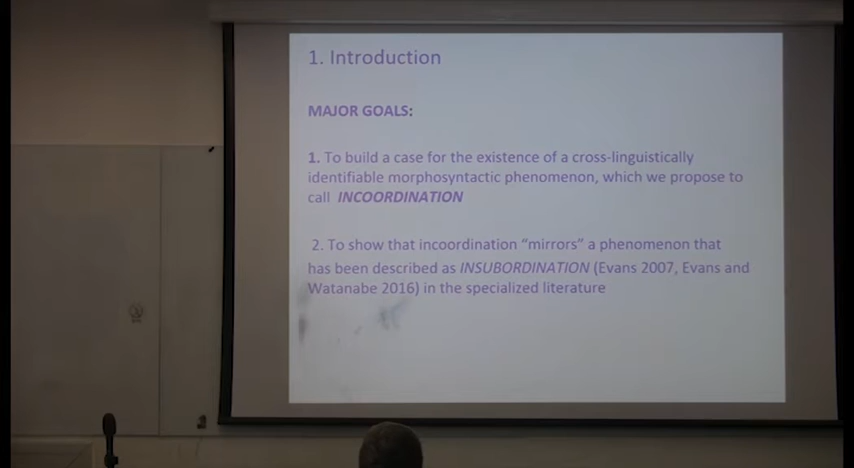 1. Introduction
MAJOR GOALS:
1. To build a case for the existence of a cross-linguistically
identifiable morphosyntactic phenomenon, which we propose to
call INCOORDINATION
2. To show that incoordination “mirrors” a phenomenon that
has been described as INSUBORDINATION (Evans 2007, Evans and
Watanabe 2016) in the specialized literature